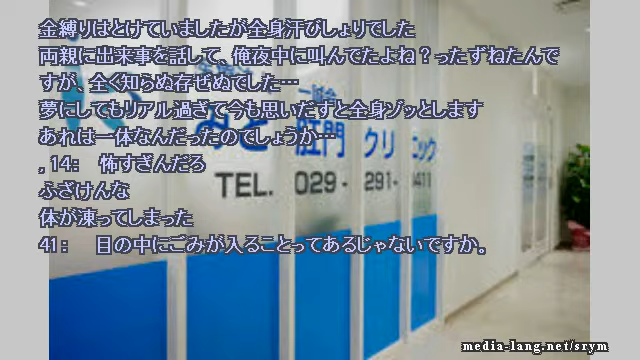 金縛りはとけていましたが全身汗びしょりでした
両親に出来事を話して、俺夜中に叫んでたよね？ったずねたんで
すが、全く知らぬ存ぜぬでした…
夢にしてもリアル過ぎて今も思いだすと全身ゾッとします
あれは一体なんだったのでしょうか…
,14:　怖すぎんだろ
ふざけんな
体が凍ってしまった
41:　目の中にごみが入ることってあるじゃないですか。
みと 肛門 クリニック
TEL. 029 - 291-
media-lang.net/srym